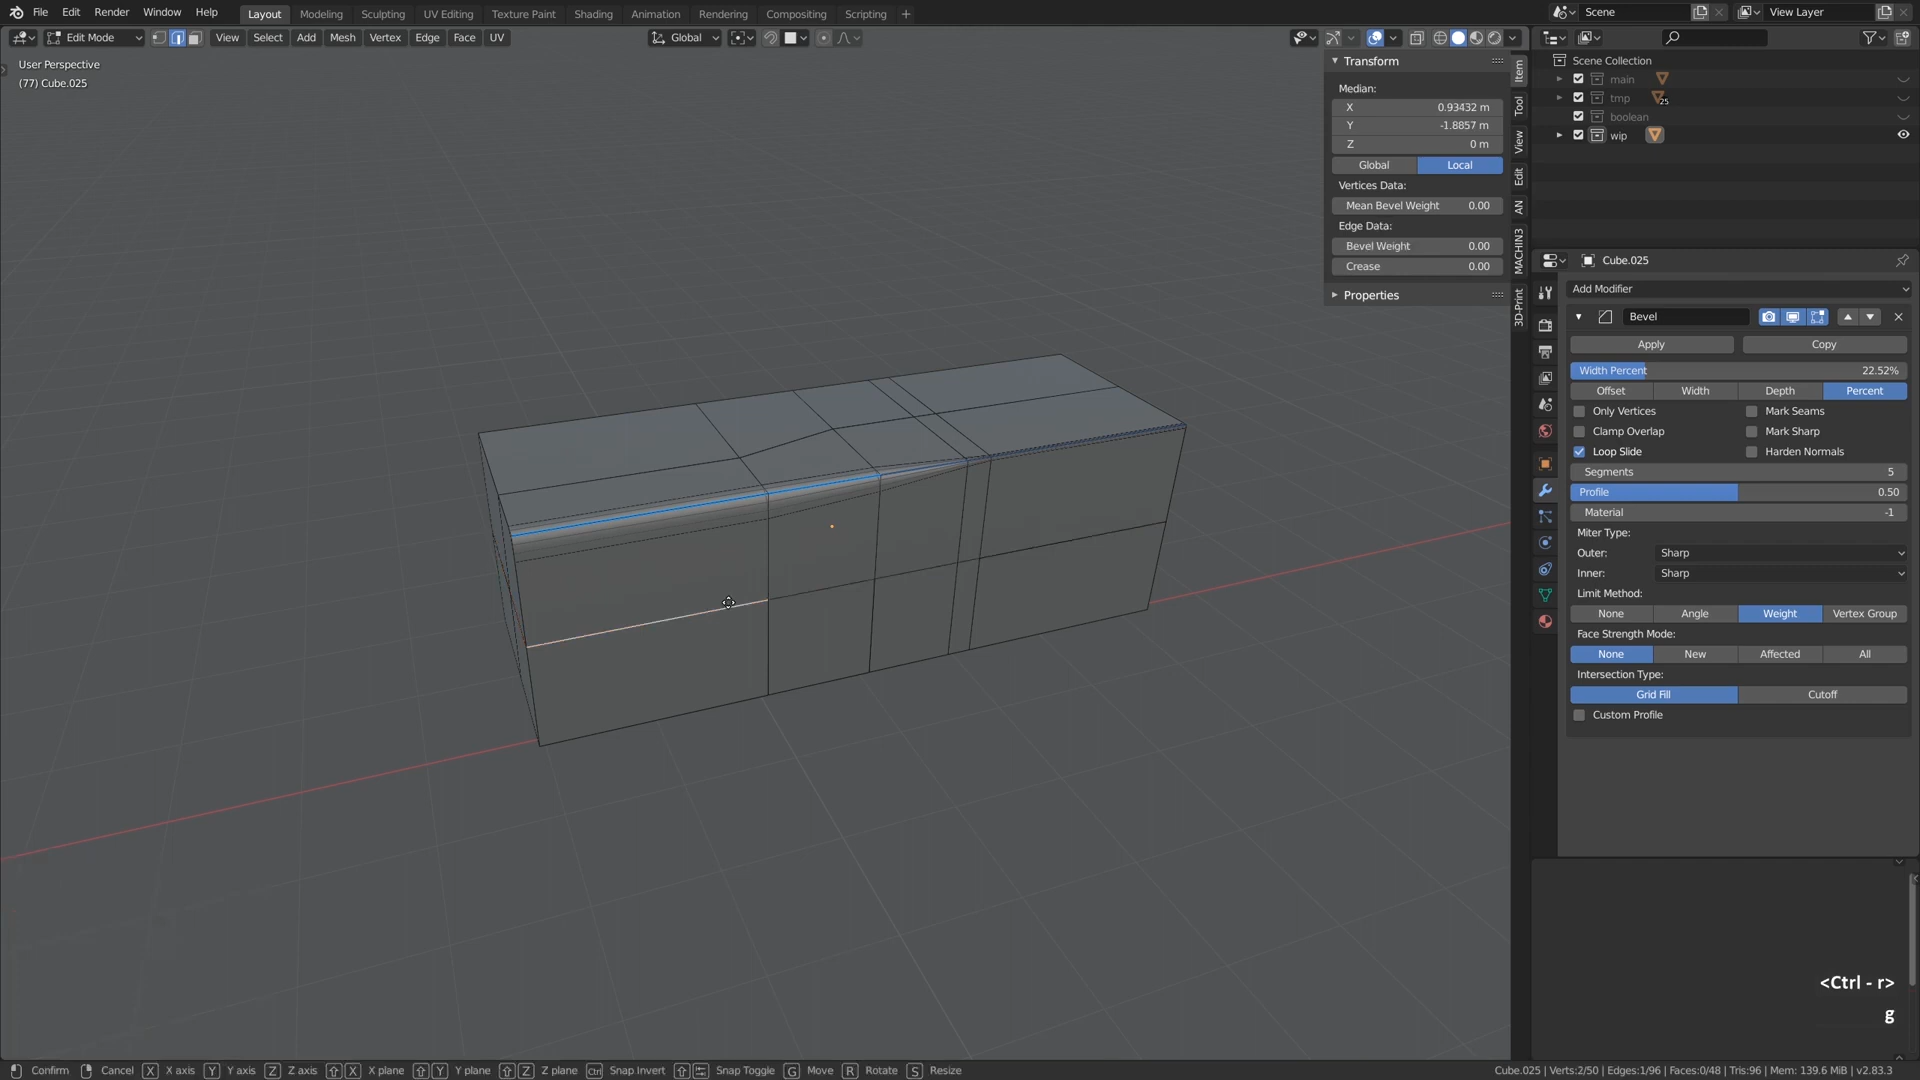 File Edit Render Window Help Layout Modeling Sculpting UV Editing Texture Paint Shading Animation Rendering Compositing Scripting + Scene View Layer
Edit Mode View Select Add Mesh Vertex Edge Face UV Global
User Perspective
(77) Cube.025
Transform
Median:
X 0.93432 m
Y -1.8857 m
Z 0 m
Global Local
Vertices Data:
Mean Bevel Weight 0.00
Edge Data:
Bevel Weight 0.00
Crease 0.00
Properties
Item
Tool
View
Edit
AN
MACHIN3
3D-Print
Scene Collection
main
tmp 25
boolean
wip
Cube.025
Add Modifier
Bevel
Apply Copy
Width Percent 22.52%
Offset Width Depth Percent
Only Vertices Mark Seams
Clamp Overlap Mark Sharp
Loop Slide Harden Normals
Segments 5
Profile 0.50
Material -1
Miter Type:
Outer: Sharp
Inner: Sharp
Limit Method:
None Angle Weight Vertex Group
Face Strength Mode:
None New Affected All
Intersection Type:
Grid Fill Cutoff
Custom Profile
<Ctrl - r>
g
Confirm Cancel X X axis Y Y axis Z Z axis X X plane Y Y plane Z Z plane Ctrl Snap Invert Snap Toggle G Move R Rotate S Resize Cube.025 | Verts:2/50 | Edges:1/96 | Faces:0/48 | Tris:96 | Mem: 139.6 MiB | v2.83.3